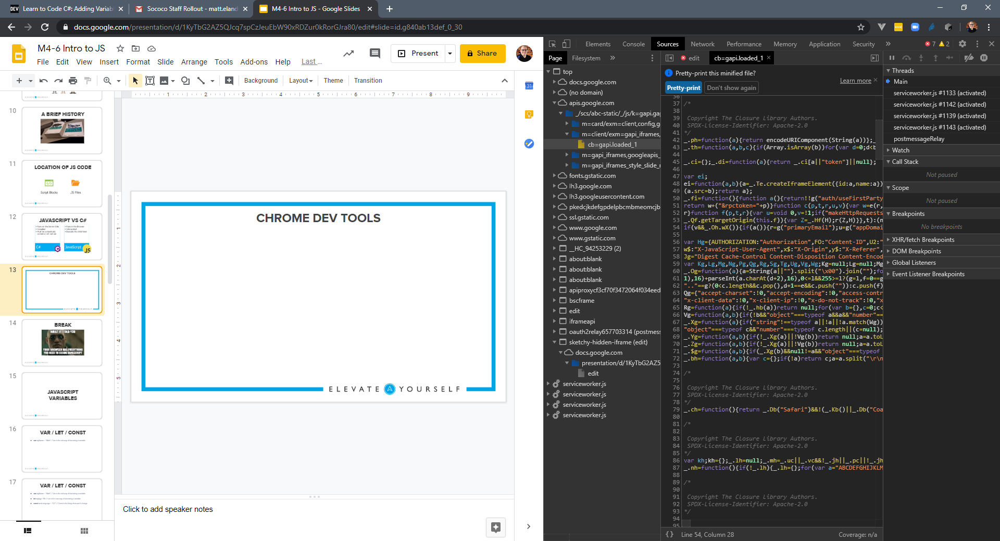 Learn to Code C#: Adding Variab
Sococo Staff Rollout - matt.eland
M4-6 Intro to JS - Google Slides
docs.google.com/presentation/d/1KyTbG2AZ5QJcq7spCzJeuEbW90xRDZur0kRorGJra80/edit#slide=id.g840ab13def_0_30
M4-6 Intro to JS
File Edit View Insert Format Slide Arrange Tools Add-ons Help Last ...
Present
Share
Background Layout Theme Transition
1 2 3 4 5 6 7 8 9
10
A BRIEF HISTORY
11
LOCATION OF JS CODE
Script Blocks
JS Files
12
JAVASCRIPT VS C#
C#
JavaScript
JS
13
CHROME DEV TOOLS
14
BREAK
WHAT IF I TOLD YOU
YOUR BROWSER HAS EVERYTHING
YOU NEED TO DEBUG JAVASCRIPT
15
JAVASCRIPT
VARIABLES
16
VAR / LET / CONST
17
VAR / LET / CONST
1
2
3
4
5
CHROME DEV TOOLS
ELEVATE YOURSELF
Click to add speaker notes
31
Elements Console Sources Network Performance Memory Application Security
7 2
Page Filesystem
top
docs.google.com
(no domain)
apis.google.com
_/scs/abc-static/_/js/k=gapi.gap
m=card/exm=client,config,g
m=client/exm=gapi_iframes,
cb=gapi.loaded_1
m=gapi_iframes,googleapis_
m=gapi_iframes_style_slide_r
fonts.gstatic.com
lh3.google.com
lh3.googleusercontent.com
pkedcjkdefgpdelpbcmbmeomcjb
ssl.gstatic.com
www.google.com
www.gstatic.com
__HC_94253229 (2)
about:blank
about:blank
about:blank
apiproxycf3cf70f3472064f034eed
bscframe
edit
iframeapi
oauth2relay657703314 (postmess
sketchy-hidden-iframe (edit)
docs.google.com
presentation/d/1KyTbG2AZ5
edit
serviceworker.js
serviceworker.js
serviceworker.js
serviceworker.js
edit
cb=gapi.loaded_1
Pretty-print this minified file?
Learn more
Pretty-print
Don't show again
36
37 /*
38
39 Copyright The Closure Library Authors.
40 SPDX-License-Identifier: Apache-2.0
41 */
42 _.ph=function(a){return encodeURIComponent(String(a))};_
43 _.th=function(a,b,c){if(Array.isArray(b))for(var d=0;d<b
44
45 _.ci={};_.di=function(a){return _.ci[a||"token"]||null};
46
47 var ei;
48 ei=function(a,b){a=_.Te.createIframeElement({id:a,name:a})
49 (a.src=b);return a};
50 _.fi=function(){function a(){return!!g("auth/useFirstParty
51 return w+("&rpctoken="+p)}function c(p,t,r,u,v){var w=e(r,
52 r}function f(p,t,r){var u=void 0,v=!1;if("makeHttpRequests
53 _.Qf.getTargetOrigin(this.f)){var Z=_.Hf(H);r(Z,H)}},t):(n
54 if(v&&_.Oh.wX()){if(a()){r=g("primaryEmail");u=g("appDomai
55
56 var Hg={AUTHORIZATION:"Authorization",FO:"Content-ID",U2:"
57 w$:"X-JavaScript-User-Agent",x$:"X-Origin",y$:"X-Referer",
58 Jg="Digest Cache-Control Content-Disposition Content-Encod
59 var Kg,Lg,Mg,Ng,Pg,Qg,Rg,Sg,Tg,Ug,Vg,Wg;Kg=null;Lg=null;Mg
60 _.Og=function(a){a=String(a||"").split("\x00").join("");fo
61 1),16)+parseInt(a.charAt(d+2),16),0<=l&&255>=l?(g=l,f=0==g
62 ".."==g?(0<c.length&&c.pop(),d+1==e&&c.push("")):c.push(f)
63 Qg={"accept-charset":!0,"accept-encoding":!0,"access-contr
64 "x-client-data":!0,"x-client-ip":!0,"x-do-not-track":!0,"x
65 Rg=function(a){if(!_.hb(a))return null;for(var b={},c=0;c<
66 Vg=function(a,b){if(!b&&"object"===typeof a&&a&&"number"==
67 _.Xg=function(a){if("string"!==typeof a||!a||!a.match(Wg))
68 "object"===typeof c&&"number"===typeof c.length||(c=null);
69 _.Yg=function(a,b){if(!_.Xg(a)||!Vg(b))return null;a=a.toL
70 _.Zg=function(a,b){if(!_.Xg(a)||!Vg(b))return null;a=a.toL
71 _.$g=function(a,b){if(_.Xg(b)&&null!=a&&"object"===typeof
72 _.bh=function(a,b){var c={};if(!a)return c;a=a.split("\r\n
73
74 /*
75
76 Copyright The Closure Library Authors.
77 SPDX-License-Identifier: Apache-2.0
78 */
79 _.ch=function(){return _.Db("Safari")&&!(_.Kb()||_.Db("Coa
80
81 /*
82
83 Copyright The Closure Library Authors.
84 SPDX-License-Identifier: Apache-2.0
85 */
86 var kh;kh={};_.lh=null;_.mh=_.uc||_.vc&&!_.jh||_.pc||!_.jh
87 _.nh=function(){if(!_.lh){_.lh={};for(var a="ABCDEFGHIJKLM
88
89 /*
90
91 Copyright The Closure Library Authors.
92 SPDX-License-Identifier: Apache-2.0
93 */
94
95
{} Line 54, Column 28
Coverage: n/a
Threads
Main
serviceworker.js #1133 (activated)
serviceworker.js #1142 (activated)
serviceworker.js #1139 (activated)
serviceworker.js #1143 (activated)
postmessageRelay
Watch
Call Stack
Not paused
Scope
Not paused
Breakpoints
No breakpoints
XHR/fetch Breakpoints
DOM Breakpoints
Global Listeners
Event Listener Breakpoints